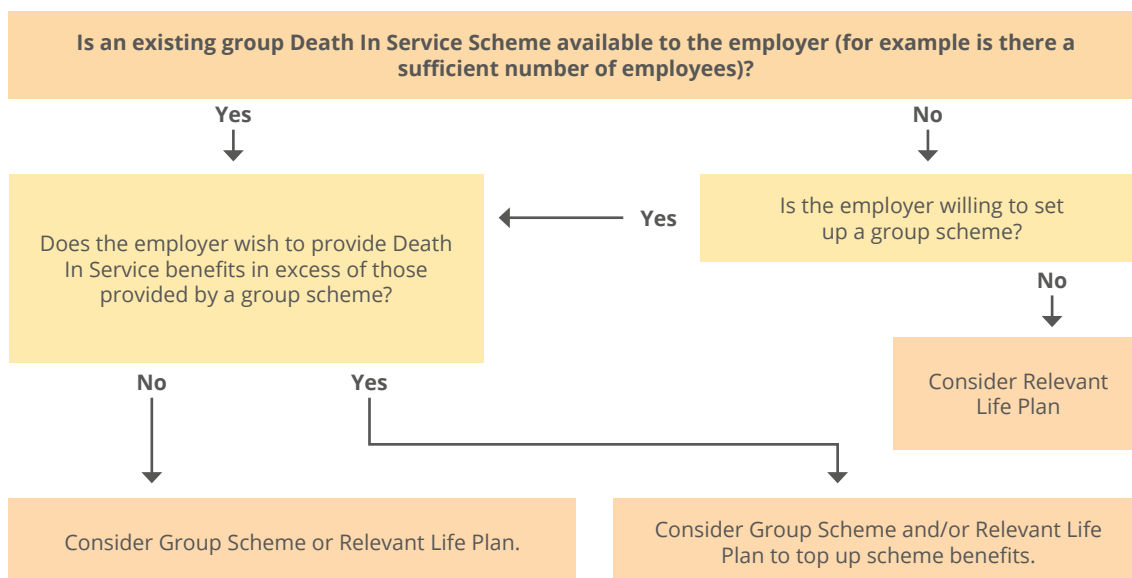 Is an existing group Death In Service Scheme available to the employer (for example is there a
sufficient number of employees)?
Yes
No
Does the employer wish to provide Death
In Service benefits in excess of those
provided by a group scheme?
Yes
Is the employer willing to set
up a group scheme?
No
Consider Relevant
Life Plan
No
Yes
Consider Group Scheme or Relevant Life Plan.
Consider Group Scheme and/or Relevant Life
Plan to top up scheme benefits.